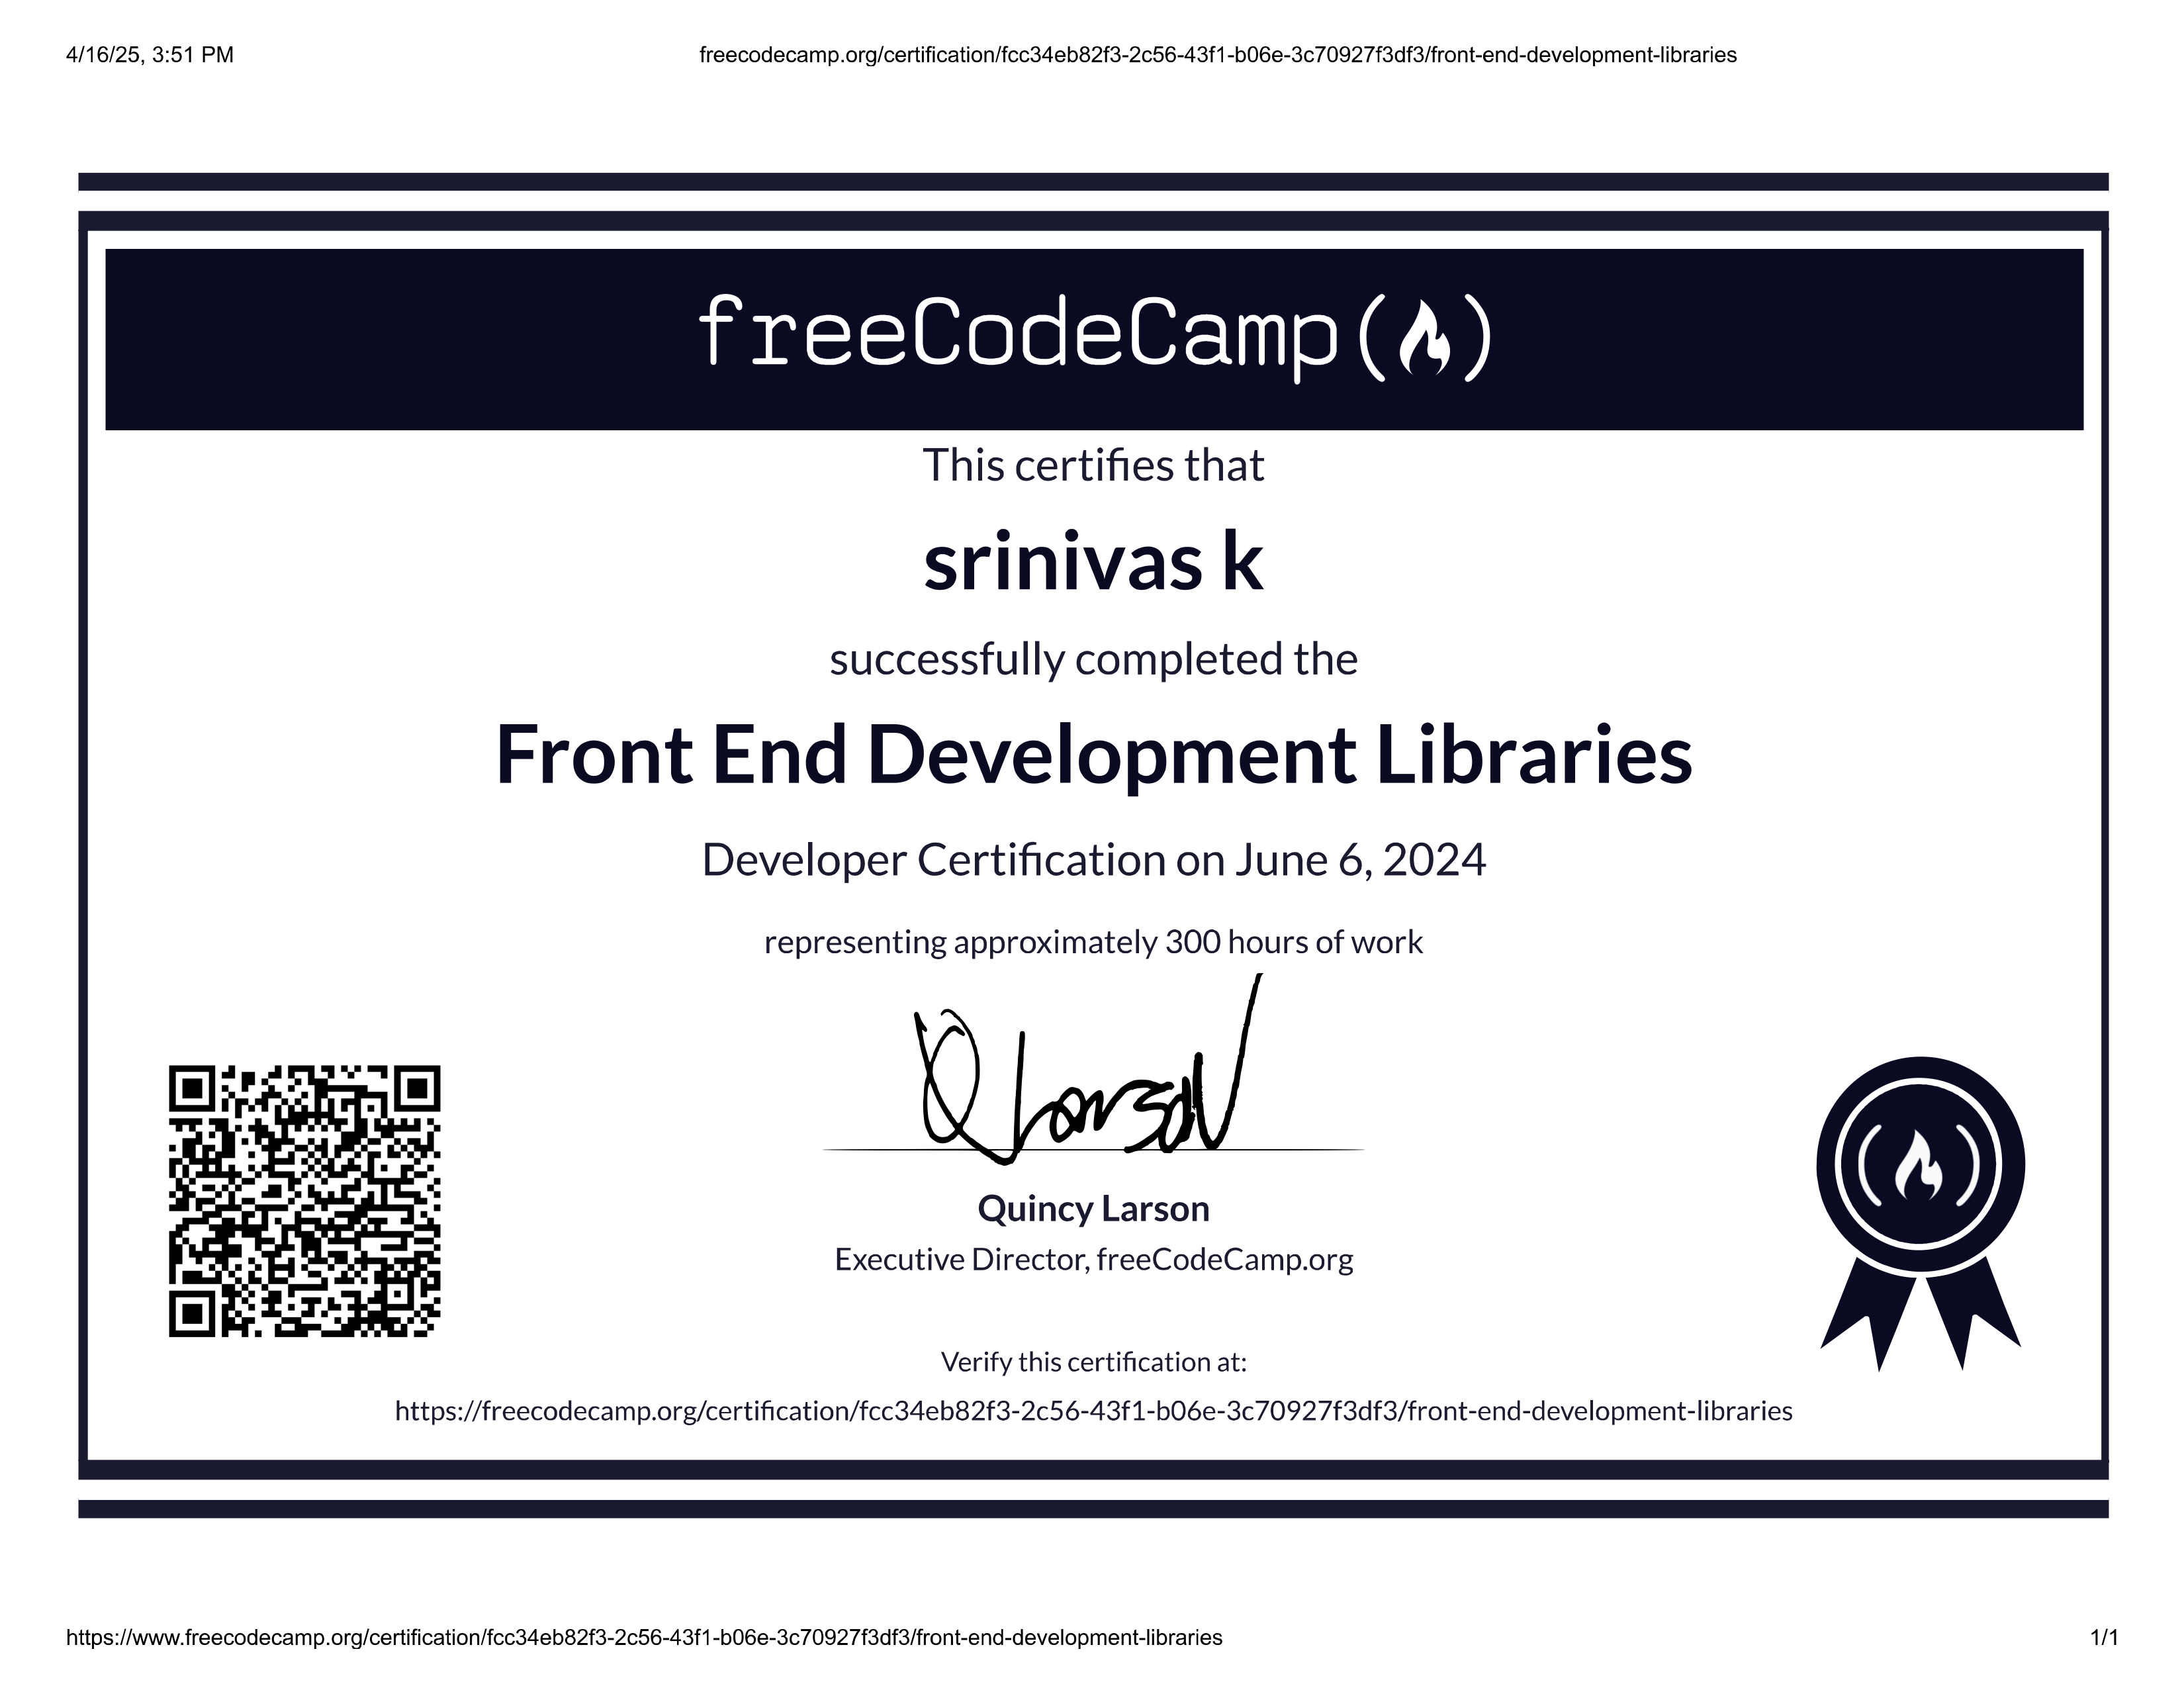 4/16/25, 3:51 PM
freecodecamp.org/certification/fcc34eb82f3-2c56-43f1-b06e-3c70927f3df3/front-end-development-libraries
freeCodeCamp
This certifies that
srinivas k
successfully completed the
Front End Development Libraries
Developer Certification on June 6, 2024
representing approximately 300 hours of work
Quincy Larson
Executive Director, freeCodeCamp.org
Verify this certification at:
https://freecodecamp.org/certification/fcc34eb82f3-2c56-43f1-b06e-3c70927f3df3/front-end-development-libraries
https://www.freecodecamp.org/certification/fcc34eb82f3-2c56-43f1-b06e-3c70927f3df3/front-end-development-libraries
1/1